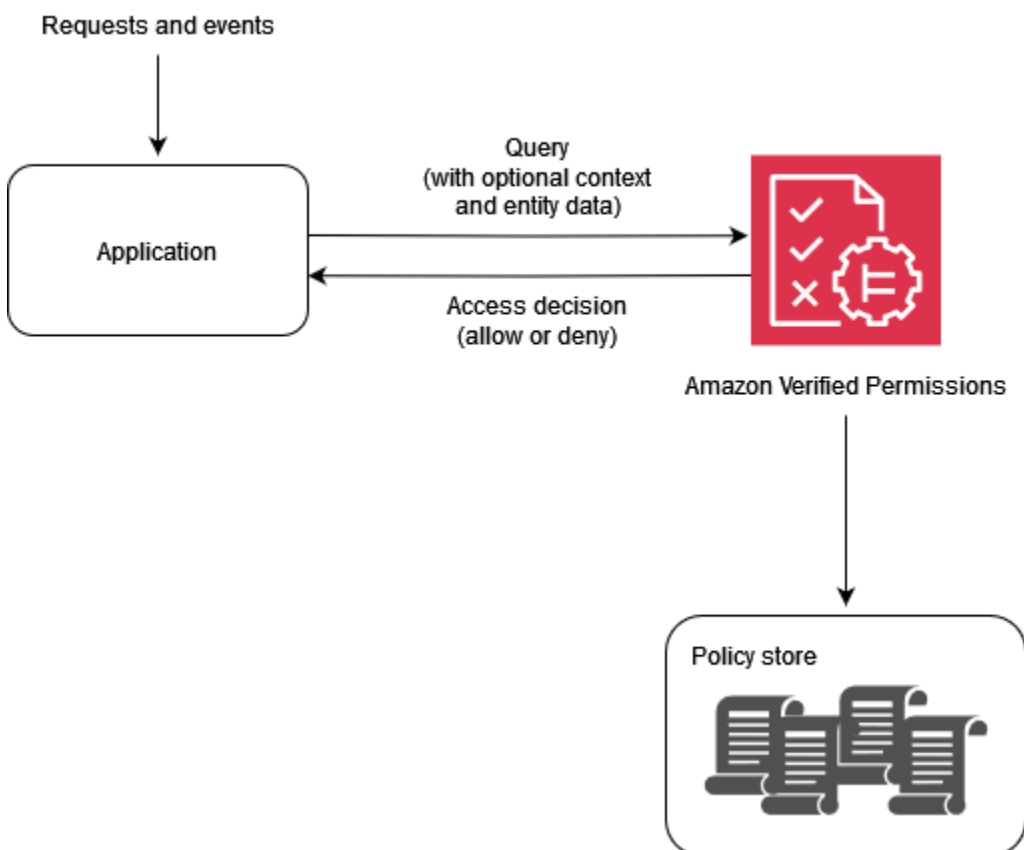 Requests and events
Query
(with optional context
and entity data)
Application
Access decision
(allow or deny)
Amazon Verified Permissions
Policy store